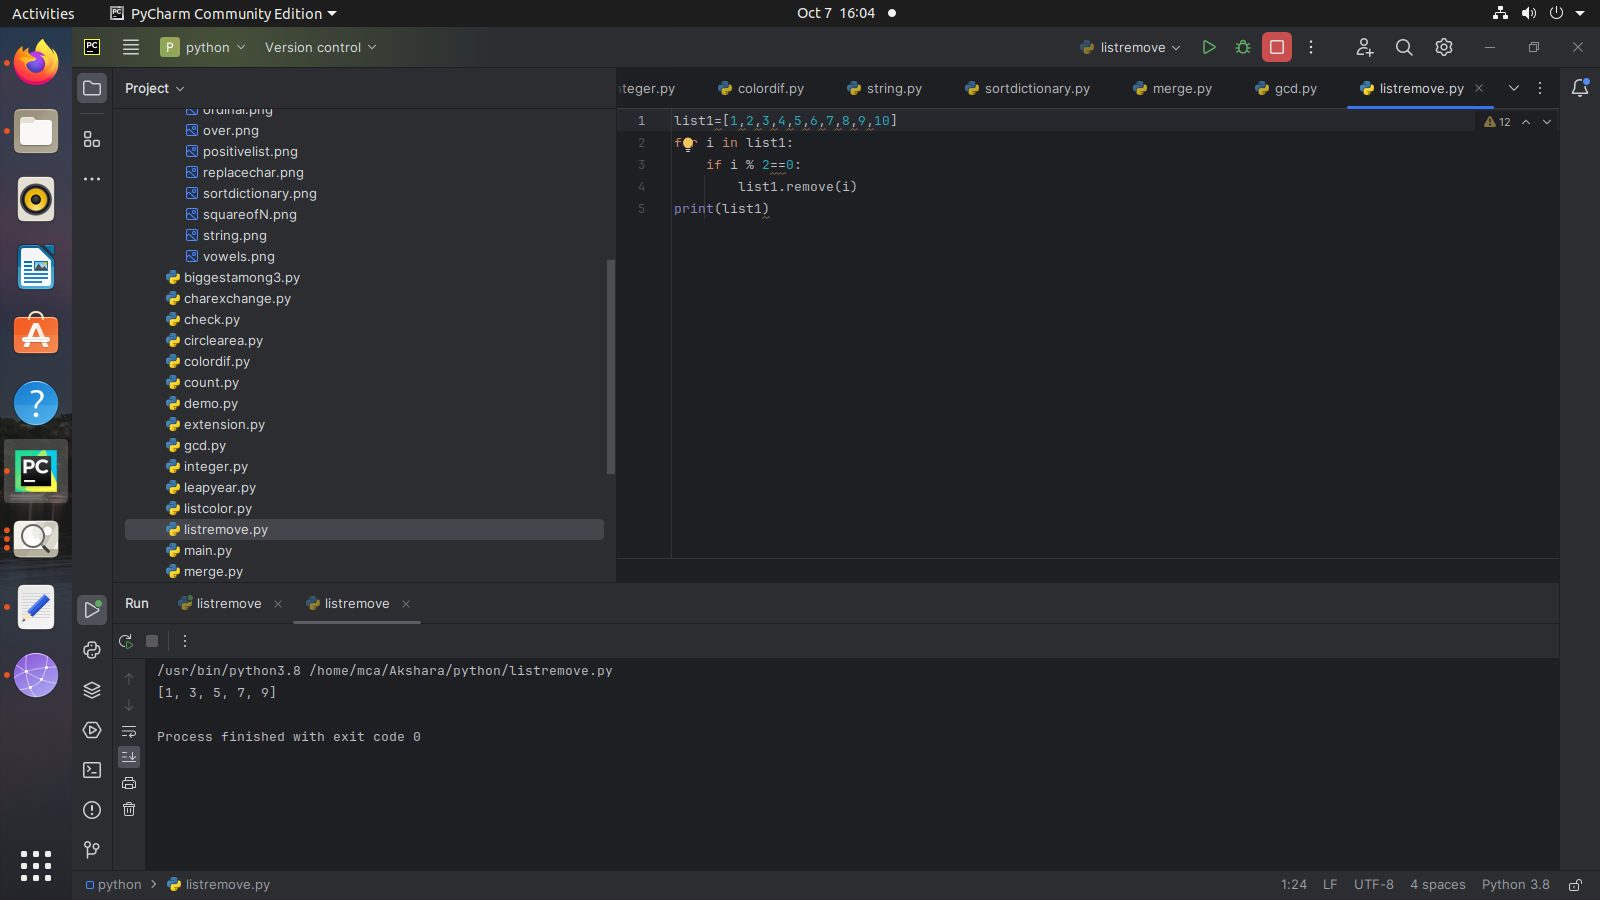 Activities PyCharm Community Edition Oct 7 16:04
PC P python Version control listremove
Project
teger.py colordif.py string.py sortdictionary.py merge.py gcd.py listremove.py
ordinal.png
over.png
positivelist.png
replacechar.png
sortdictionary.png
squareofN.png
string.png
vowels.png
biggestamong3.py
charexchange.py
check.py
circlearea.py
colordif.py
count.py
demo.py
extension.py
gcd.py
integer.py
leapyear.py
listcolor.py
listremove.py
main.py
merge.py
1 list1=[1,2,3,4,5,6,7,8,9,10] 12
2 for i in list1:
3 if i % 2==0:
4 list1.remove(i)
5 print(list1)
PC
Run listremove listremove
/usr/bin/python3.8 /home/mca/Akshara/python/listremove.py
[1, 3, 5, 7, 9]
Process finished with exit code 0
python listremove.py 1:24 LF UTF-8 4 spaces Python 3.8